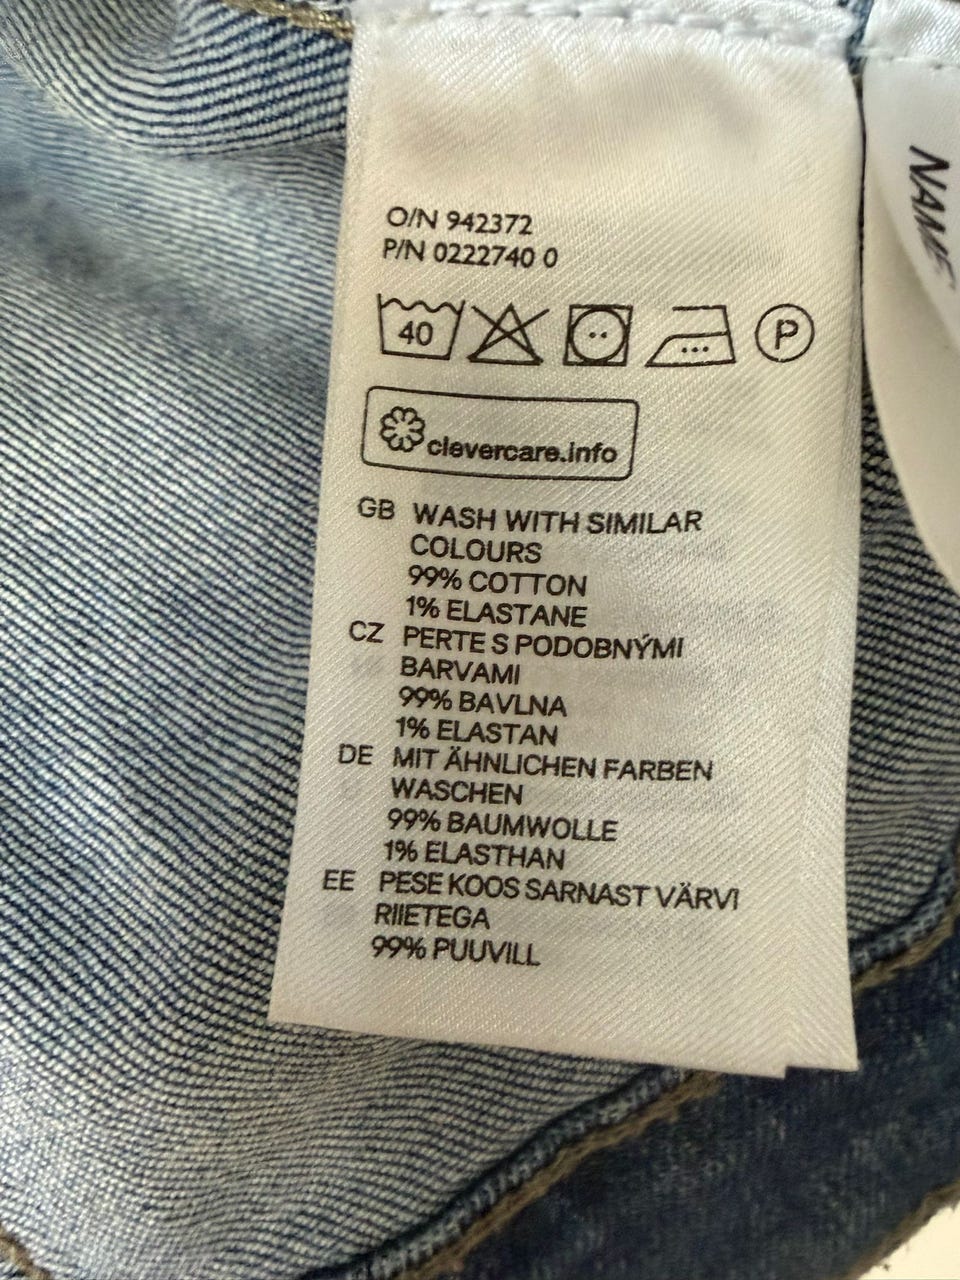 O/N 942372
P/N 0222740 0
40
P
clevercare.info
GB WASH WITH SIMILAR
COLOURS
99% COTTON
1% ELASTANE
CZ PERTE S PODOBNÝMI
BARVAMI
99% BAVLNA
1% ELASTAN
DE MIT ÄHNLICHEN FARBEN
WASCHEN
99% BAUMWOLLE
1% ELASTHAN
EE PESE KOOS SARNAST VÄRVI
RIIETEGA
99% PUUVILL
NAME